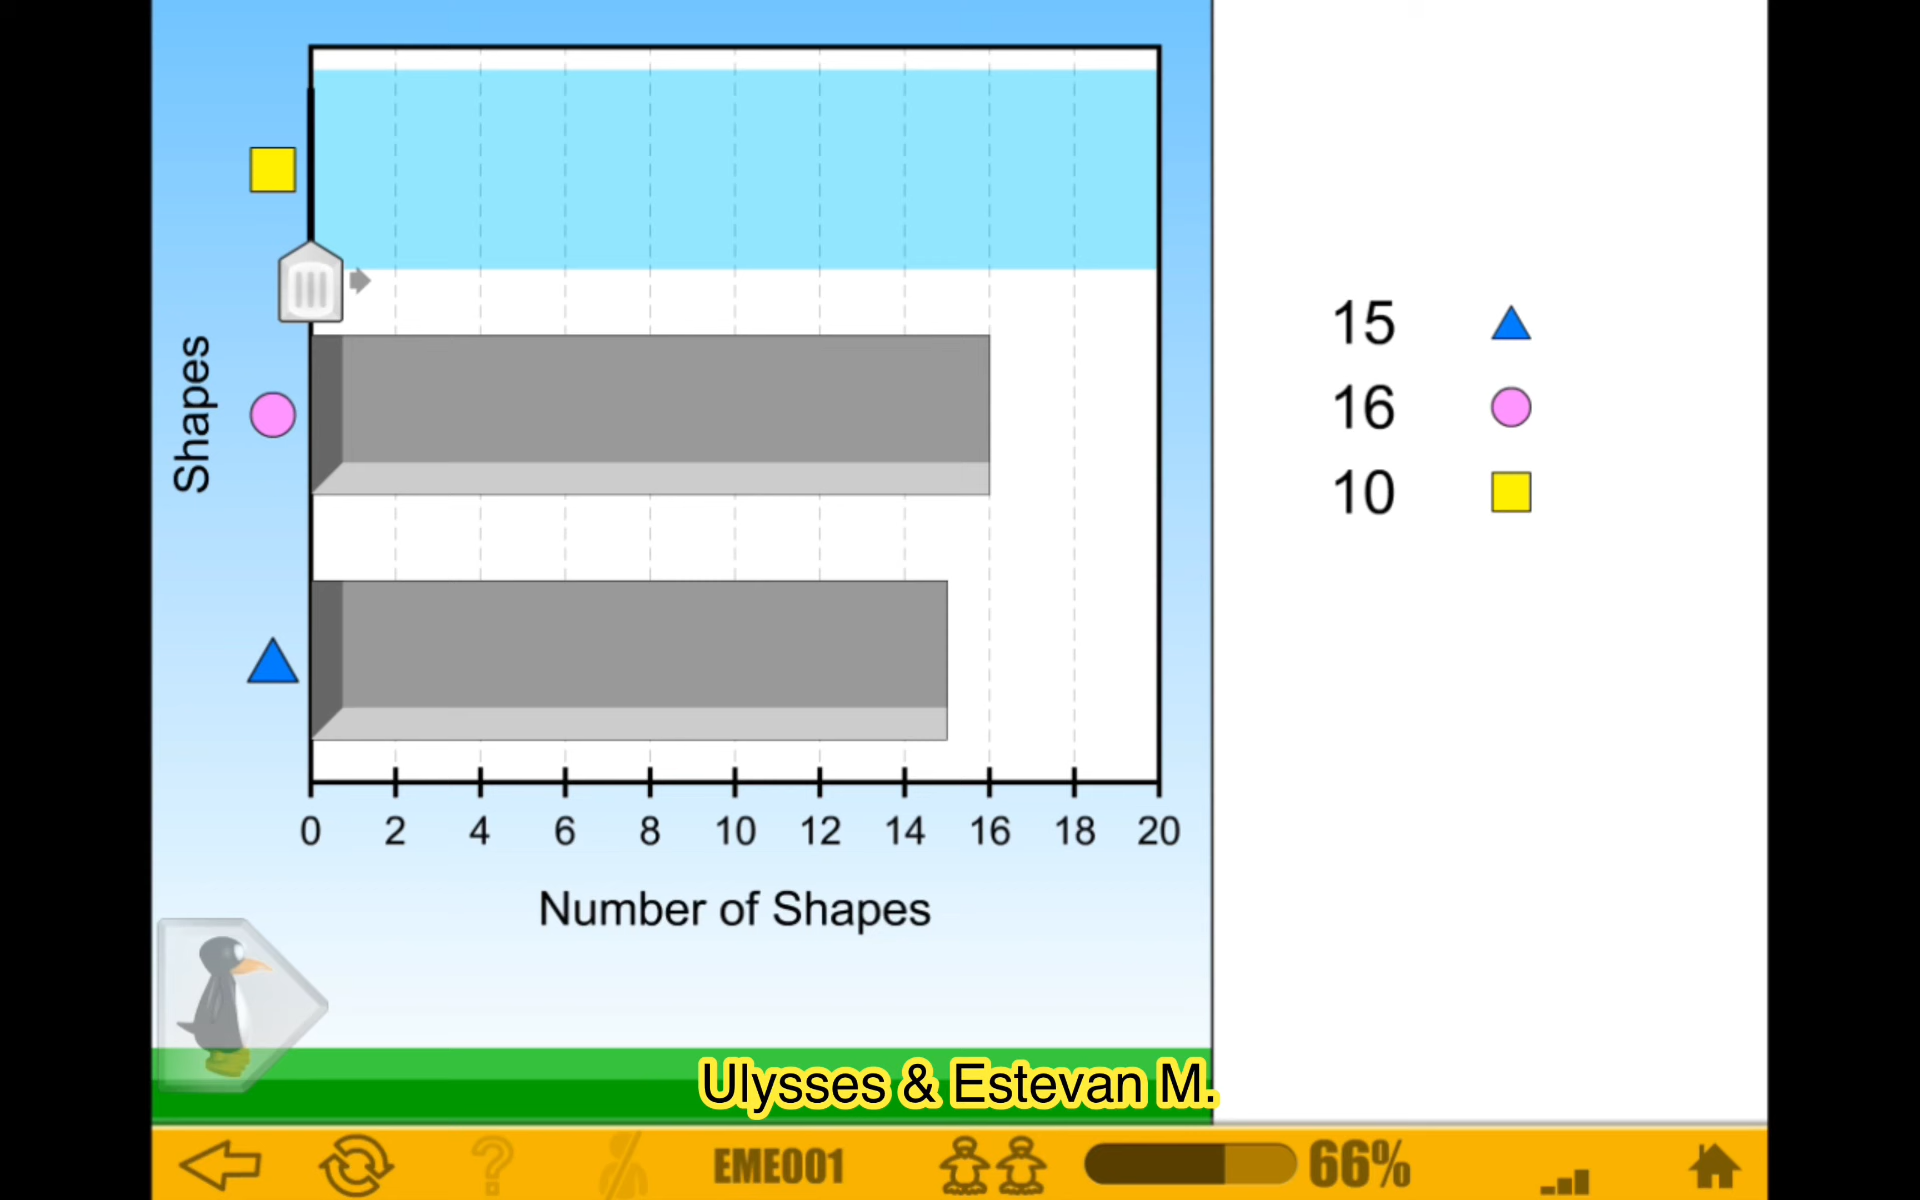 Shapes
0 2 4 6 8 10 12 14 16 18 20
Number of Shapes
15
16
10
Ulysses & Estevan M.
?
EME001
66%